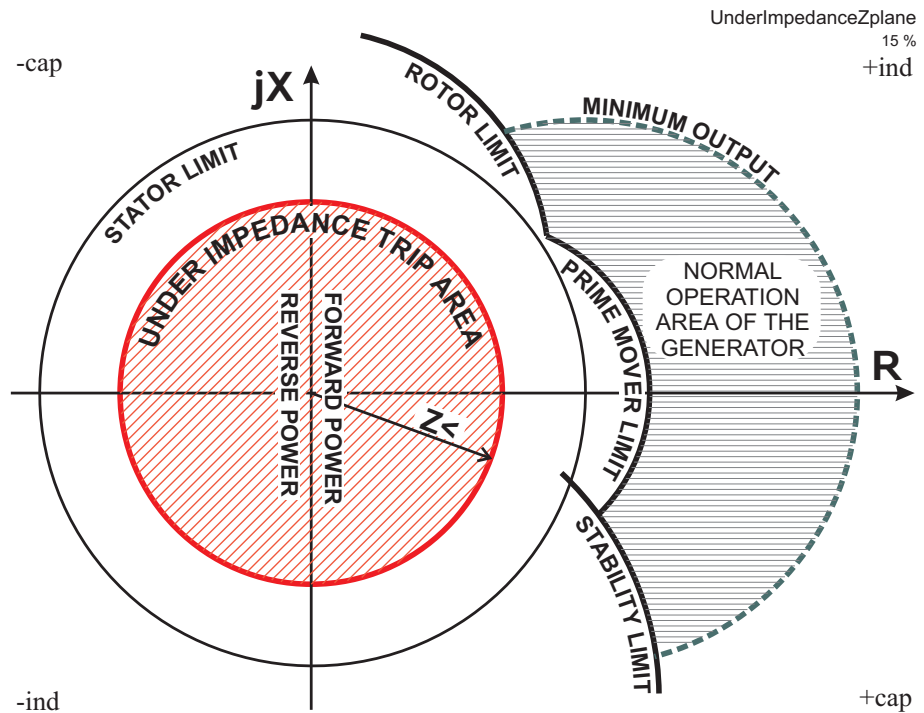 UnderImpedanceZplane
15 %
-cap
+ind
jX
ROTOR LIMIT
MINIMUM OUTPUT
STATOR LIMIT
UNDER IMPEDANCE TRIP AREA
PRIME MOVER LIMIT
NORMAL
OPERATION
AREA OF THE
GENERATOR
REVERSE POWER
FORWARD POWER
R
Z<
STABILITY LIMIT
-ind
+cap